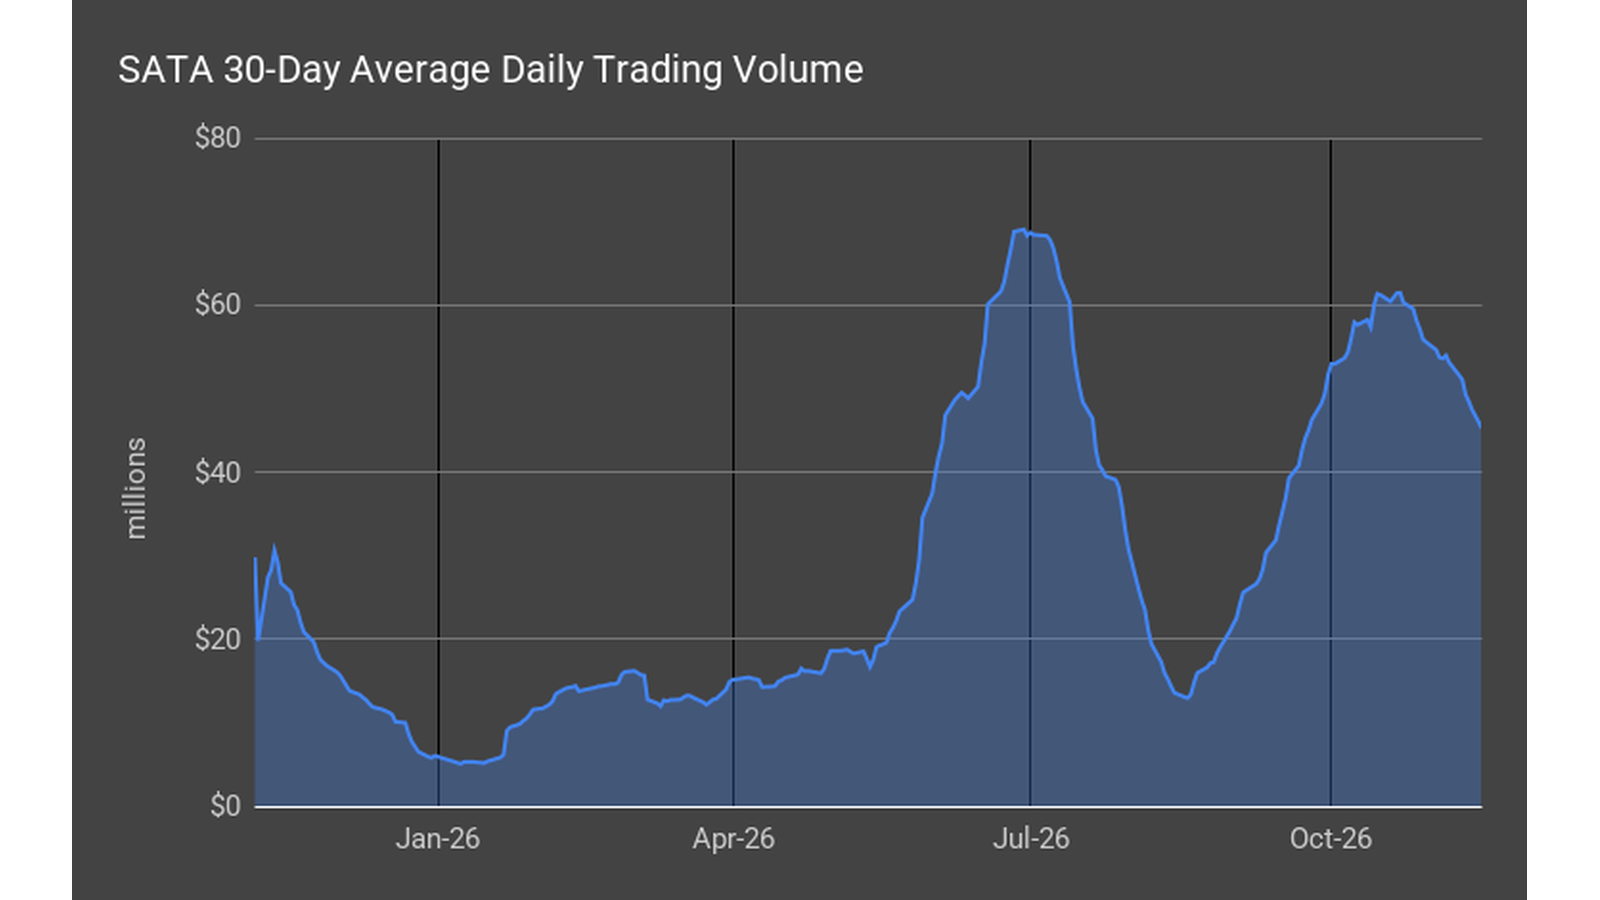 SATA 30-Day Average Daily Trading Volume
$80
$60
$40
$20
$0
millions
Jan-26
Apr-26
Jul-26
Oct-26